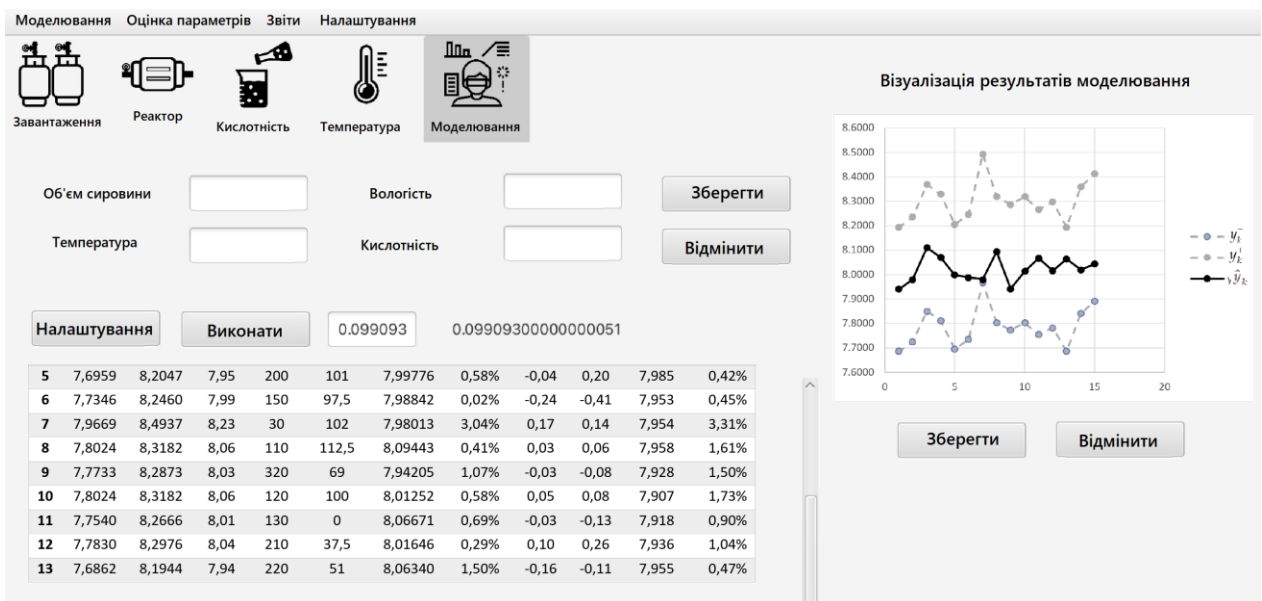 Моделювання Оцінка параметрів Звіти Налаштування
Завантаження Реактор Кислотність Температура Моделювання
Об'єм сировини Вологість Зберегти
Температура Кислотність Відмінити
Налаштування Виконати 0.099093 0.09909300000000051
5 7,6959 8,2047 7,95 200 101 7,99776 0,58% -0,04 0,20 7,985 0,42%
6 7,7346 8,2460 7,99 150 97,5 7,98842 0,02% -0,24 -0,41 7,953 0,45%
7 7,9669 8,4937 8,23 30 102 7,98013 3,04% 0,17 0,14 7,954 3,31%
8 7,8024 8,3182 8,06 110 112,5 8,09443 0,41% 0,03 0,06 7,958 1,61%
9 7,7733 8,2873 8,03 320 69 7,94205 1,07% -0,03 -0,08 7,928 1,50%
10 7,8024 8,3182 8,06 120 100 8,01252 0,58% 0,05 0,08 7,907 1,73%
11 7,7540 8,2666 8,01 130 0 8,06671 0,69% -0,03 -0,13 7,918 0,90%
12 7,7830 8,2976 8,04 210 37,5 8,01646 0,29% 0,10 0,26 7,936 1,04%
13 7,6862 8,1944 7,94 220 51 8,06340 1,50% -0,16 -0,11 7,955 0,47%
Візуалізація результатів моделювання
8.6000
8.5000
8.4000
8.3000
8.2000
8.1000
8.0000
7.9000
7.8000
7.7000
7.6000
0 5 10 15 20
Зберегти Відмінити